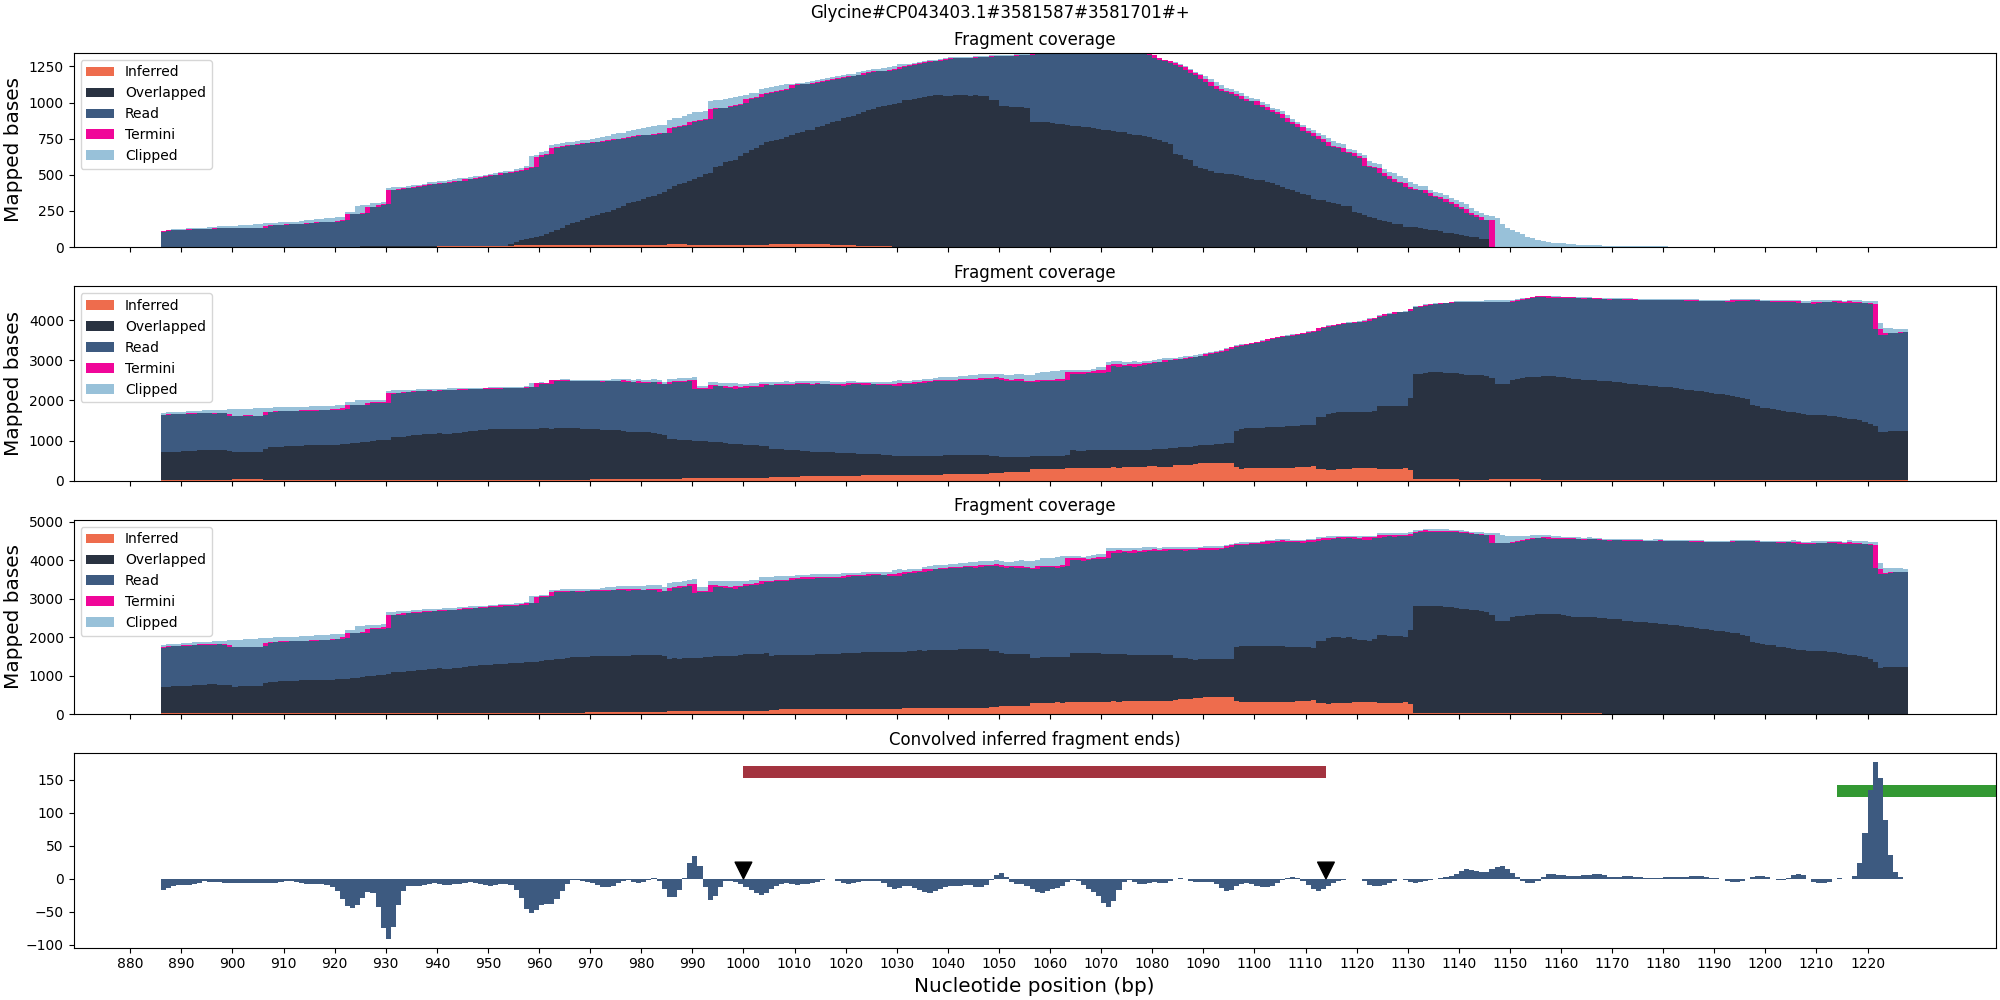 Glycine#CP043403.1#3581587#3581701#+
Fragment coverage
Mapped bases
1250
1000
750
500
250
0
Inferred
Overlapped
Read
Termini
Clipped
Fragment coverage
Mapped bases
4000
3000
2000
1000
0
Inferred
Overlapped
Read
Termini
Clipped
Fragment coverage
Mapped bases
5000
4000
3000
2000
1000
0
Inferred
Overlapped
Read
Termini
Clipped
Convolved inferred fragment ends)
150
100
50
0
−50
−100
880 890 900 910 920 930 940 950 960 970 980 990 1000 1010 1020 1030 1040 1050 1060 1070 1080 1090 1100 1110 1120 1130 1140 1150 1160 1170 1180 1190 1200 1210 1220
Nucleotide position (bp)